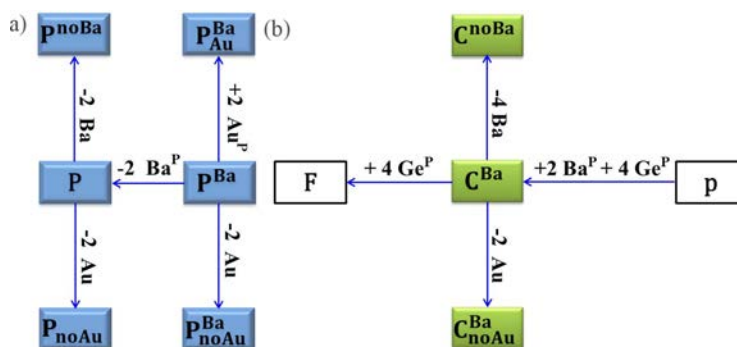 a)
P^noBa
P^Ba_Au
(b)
C^noBa
-2 Ba
+2 Au^P
-4 Ba
P
-2 Ba^P
P^Ba
F
+ 4 Ge^P
C^Ba
+2 Ba^P + 4 Ge^P
p
-2 Au
-2 Au
-2 Au
P_noAu
P^Ba_noAu
C^Ba_noAu